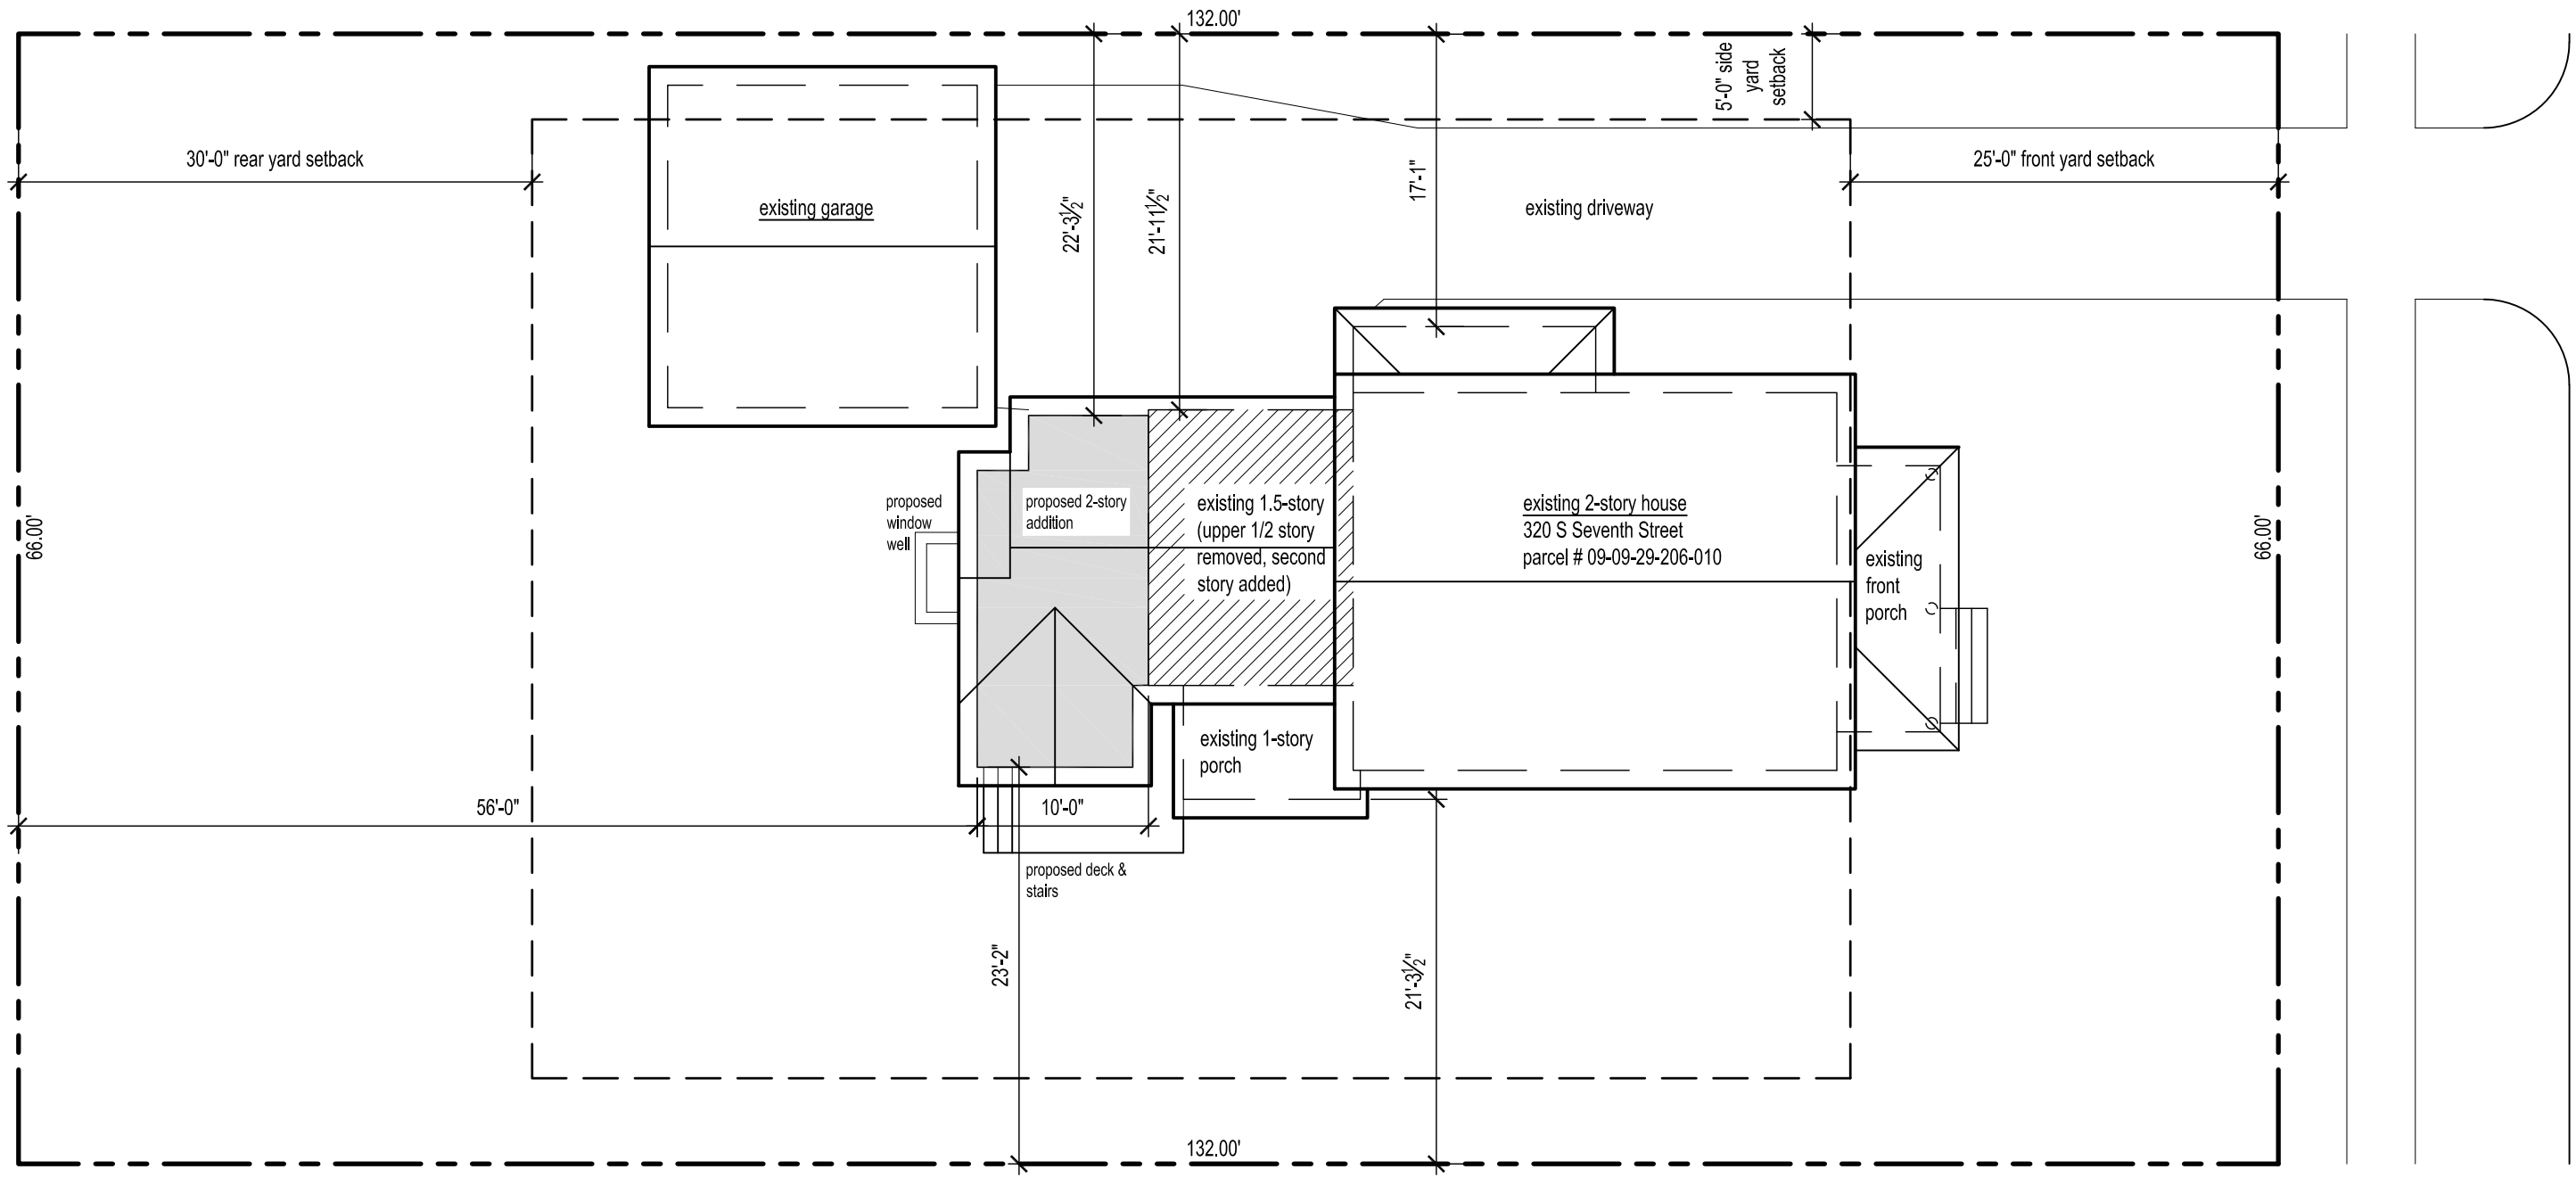 132.00'
5'-0" side
yard
setback
30'-0" rear yard setback
25'-0" front yard setback
existing garage
22'-3½"
21'-11½"
17'-1"
existing driveway
66.00'
proposed
window
well
proposed 2-story
addition
existing 1.5-story
(upper 1/2 story
removed, second
story added)
existing 2-story house
320 S Seventh Street
parcel # 09-09-29-206-010
existing
front
porch
66.00'
existing 1-story
porch
56'-0"
10'-0"
proposed deck &
stairs
23'-2"
21'-3½"
132.00'